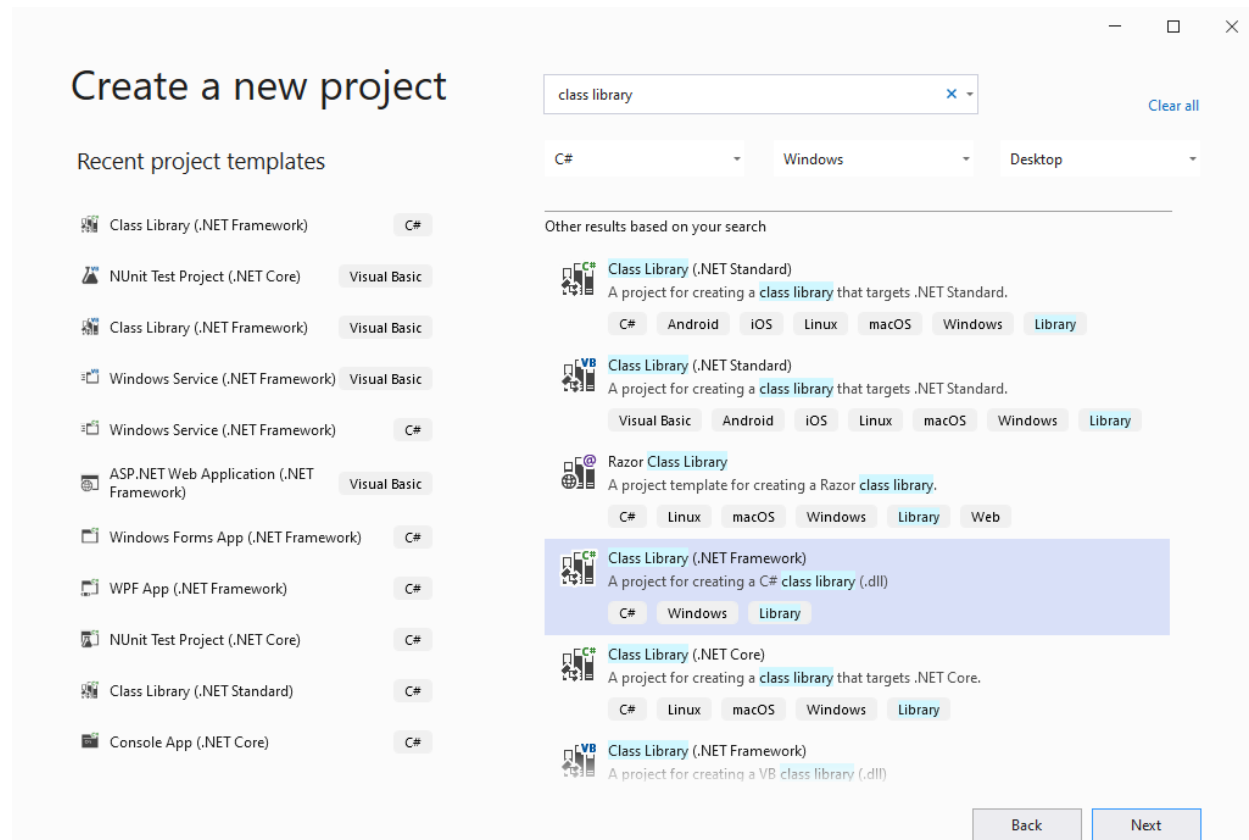 Create a new project
Recent project templates
Class Library (.NET Framework) C#
NUnit Test Project (.NET Core) Visual Basic
Class Library (.NET Framework) Visual Basic
Windows Service (.NET Framework) Visual Basic
Windows Service (.NET Framework) C#
ASP.NET Web Application (.NET
Framework) Visual Basic
Windows Forms App (.NET Framework) C#
WPF App (.NET Framework) C#
NUnit Test Project (.NET Core) C#
Class Library (.NET Standard) C#
Console App (.NET Core) C#
class library
Clear all
C# Windows Desktop
Other results based on your search
C# Class Library (.NET Standard)
A project for creating a class library that targets .NET Standard.
C# Android iOS Linux macOS Windows Library
VB Class Library (.NET Standard)
A project for creating a class library that targets .NET Standard.
Visual Basic Android iOS Linux macOS Windows Library
@ Razor Class Library
A project template for creating a Razor class library.
C# Linux macOS Windows Library Web
C# Class Library (.NET Framework)
A project for creating a C# class library (.dll)
C# Windows Library
C# Class Library (.NET Core)
A project for creating a class library that targets .NET Core.
C# Linux macOS Windows Library
VB Class Library (.NET Framework)
A project for creating a VB class library (.dll)
Back Next